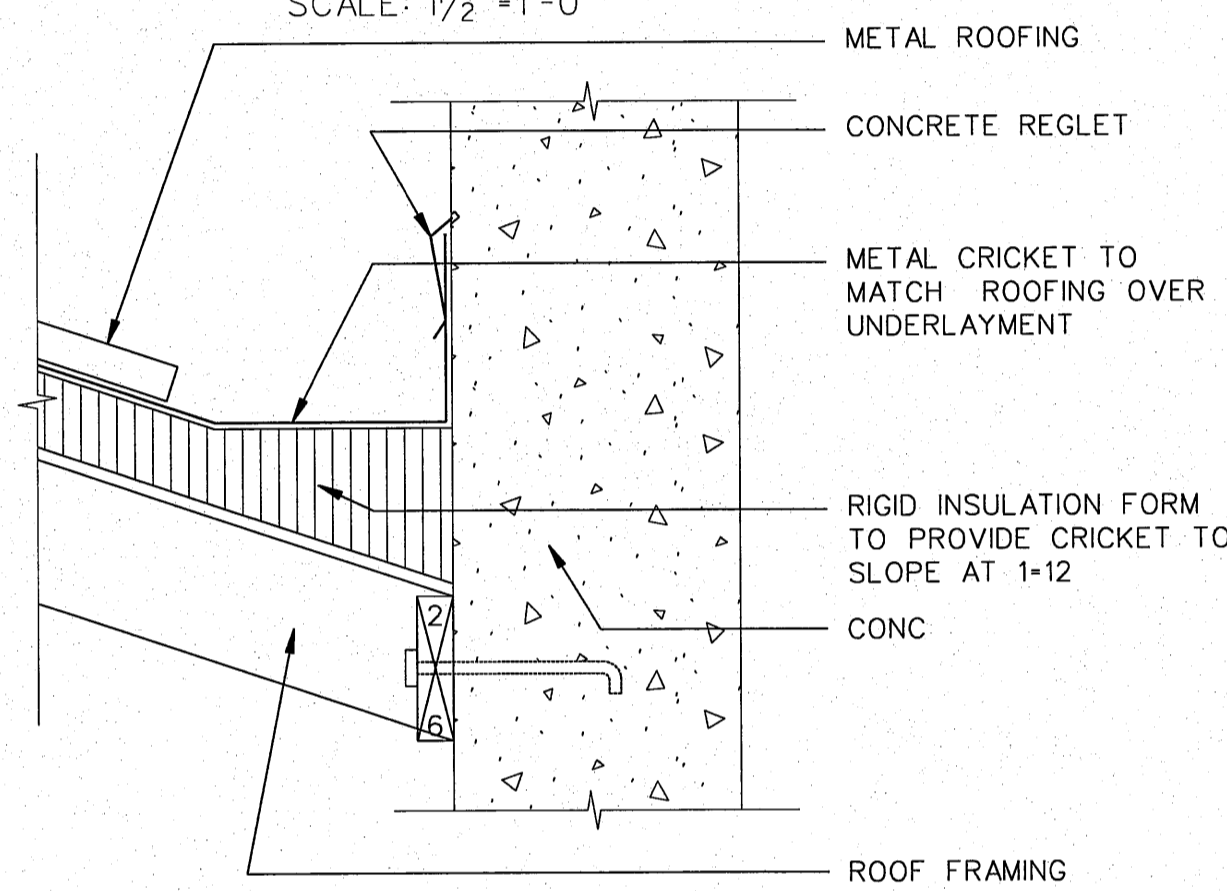 SCALE: 1/2 "=1'-0
METAL ROOFING
CONCRETE REGLET
METAL CRICKET TO
MATCH ROOFING OVER
UNDERLAYMENT
RIGID INSULATION FORM
TO PROVIDE CRICKET TO
SLOPE AT 1=12
CONC
2
6
ROOF FRAMING